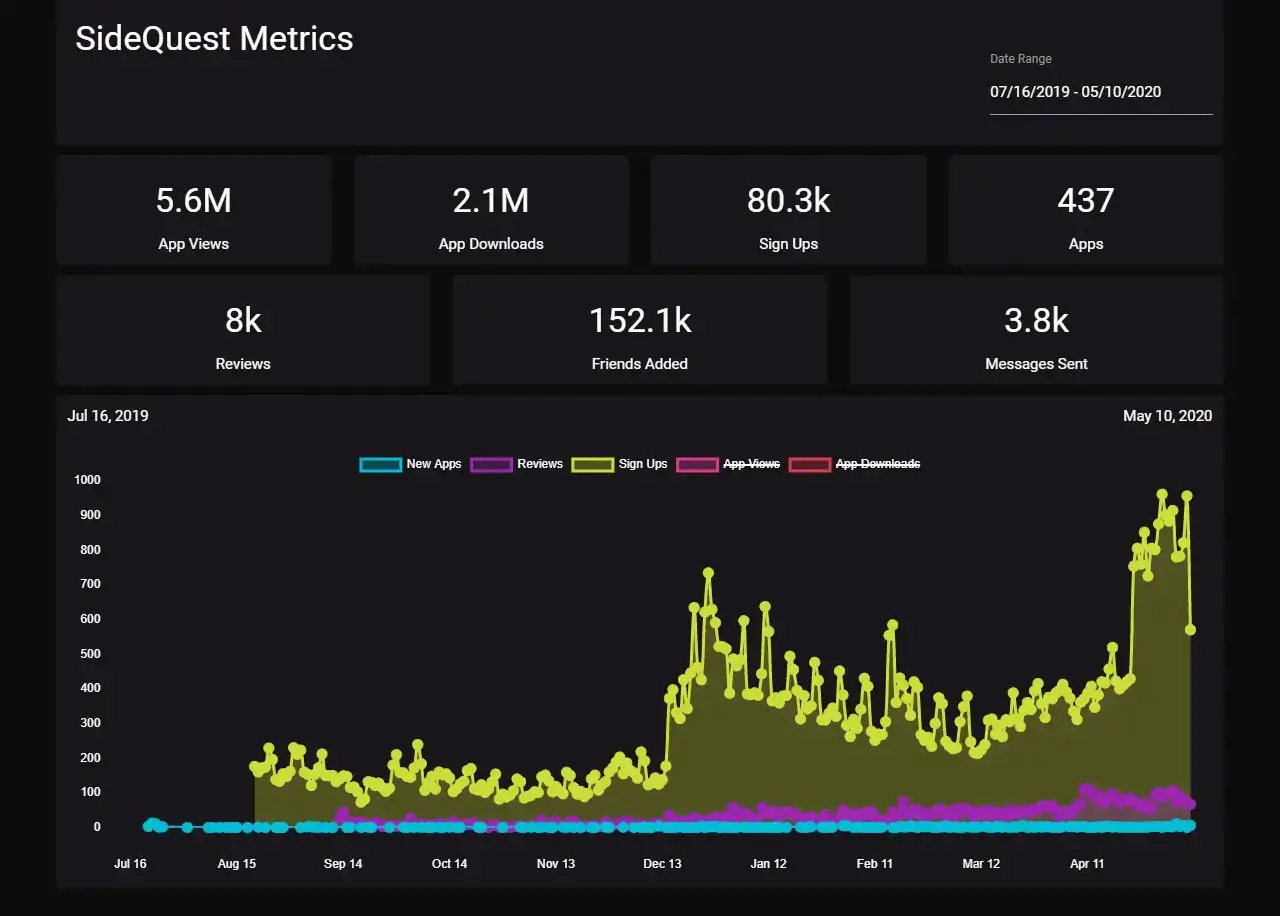 SideQuest Metrics
Date Range
07/16/2019 - 05/10/2020
5.6M
App Views
2.1M
App Downloads
80.3k
Sign Ups
437
Apps
8k
Reviews
152.1k
Friends Added
3.8k
Messages Sent
Jul 16, 2019
May 10, 2020
New Apps Reviews Sign Ups App Views App Downloads
1000
900
800
700
600
500
400
300
200
100
0
Jul 16 Aug 15 Sep 14 Oct 14 Nov 13 Dec 13 Jan 12 Feb 11 Mar 12 Apr 11